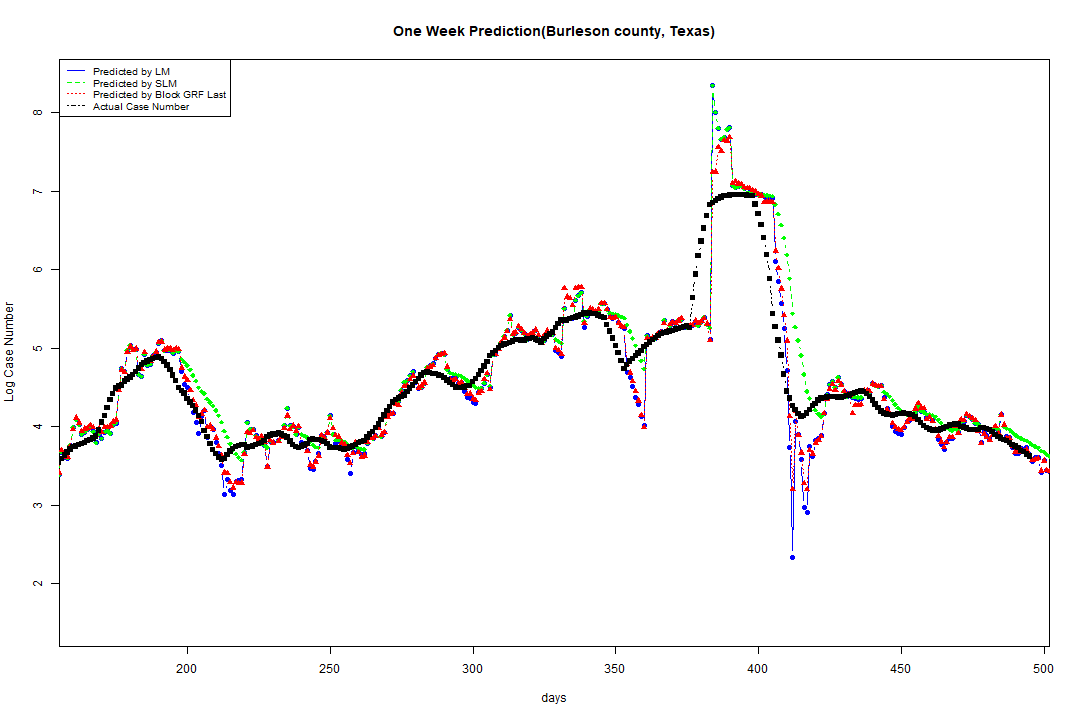 One Week Prediction(Burleson county, Texas)
Predicted by LM
Predicted by SLM
Predicted by Block GRF Last
Actual Case Number
8
7
6
5
4
3
2
Log Case Number
200 250 300 350 400 450 500
days